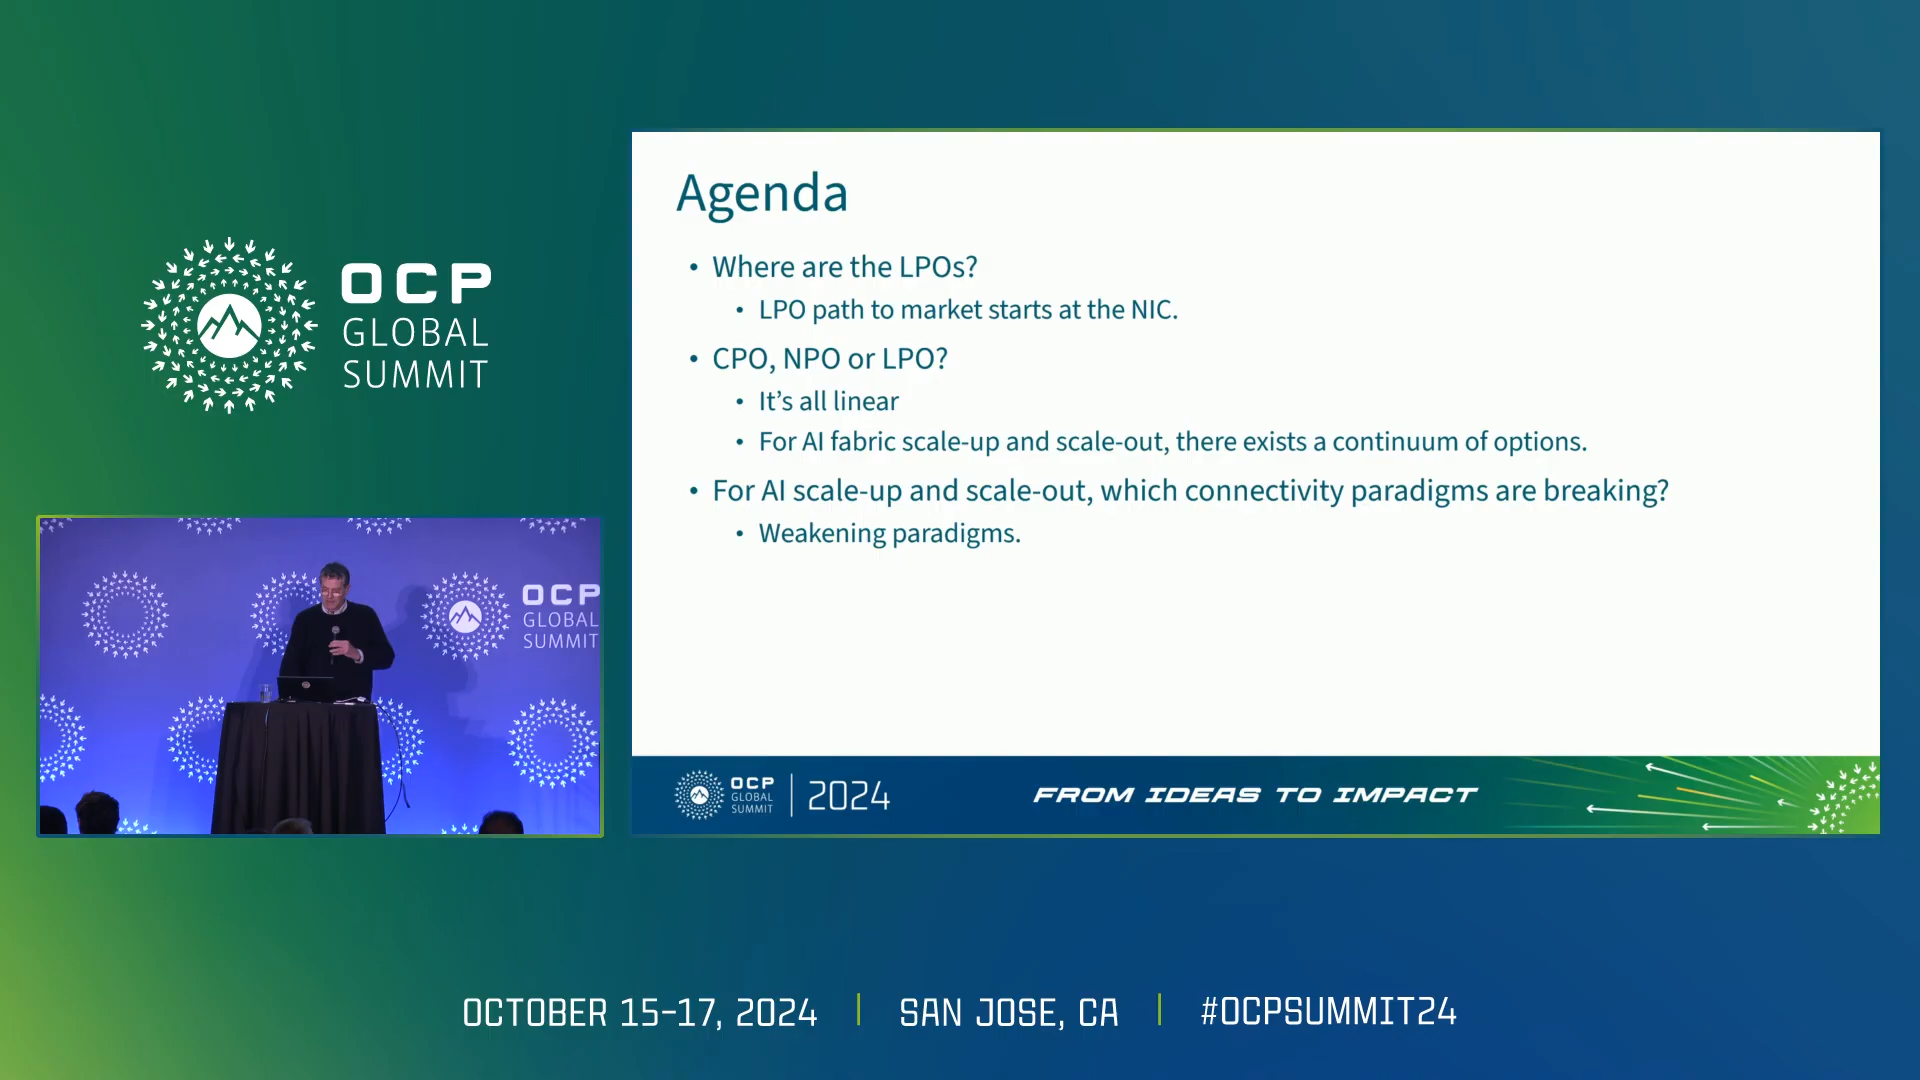 OCP
GLOBAL
SUMMIT
Agenda
• Where are the LPOs?
• LPO path to market starts at the NIC.
• CPO, NPO or LPO?
• It’s all linear
• For AI fabric scale-up and scale-out, there exists a continuum of options.
• For AI scale-up and scale-out, which connectivity paradigms are breaking?
• Weakening paradigms.
OCP
GLOBAL
SUMMIT
2024
FROM IDEAS TO IMPACT
OCP
GLOBAL
SUMMIT
OCTOBER 15-17, 2024 | SAN JOSE, CA | #OCPSUMMIT24